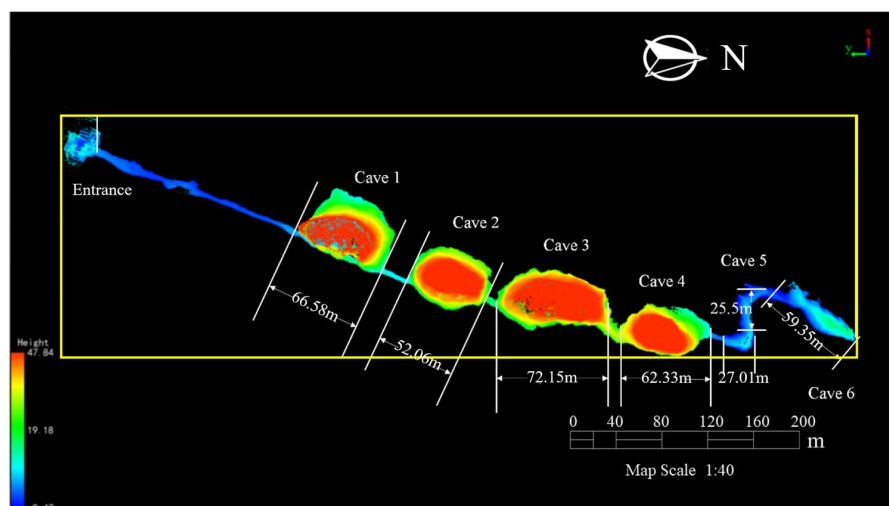 N
x
y
Entrance
Cave 1
Cave 2
Cave 3
Cave 4
Cave 5
Cave 6
66.58m
52.06m
72.15m
62.33m
27.01m
25.5m
59.35m
Height
47.84
19.18
0 40 80 120 160 200
m
Map Scale 1:40